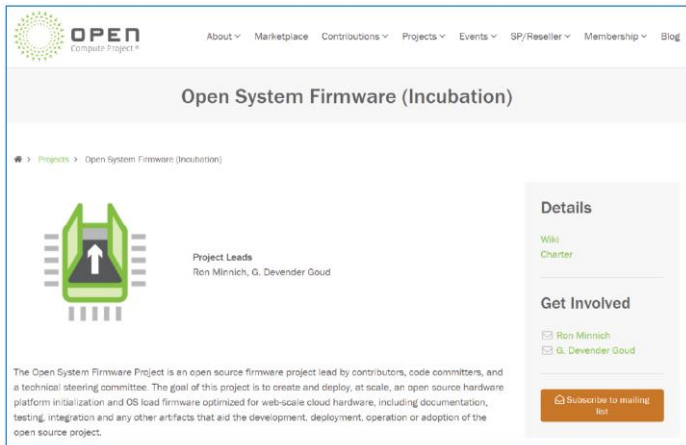 OPEN
Compute Project®
About Marketplace Contributions Projects Events SP/Reseller Membership Blog
Open System Firmware (Incubation)
> Projects > Open System Firmware (Incubation)
Project Leads
Ron Minnich, G. Devender Goud
Details
Wiki
Charter
Get Involved
Ron Minnich
G. Devender Goud
Subscribe to mailing
list
The Open System Firmware Project is an open source firmware project lead by contributors, code committers, and
a technical steering committee. The goal of this project is to create and deploy, at scale, an open source hardware
platform initialization and OS load firmware optimized for web-scale cloud hardware, including documentation,
testing, integration and any other artifacts that aid the development, deployment, operation or adoption of the
open source project.